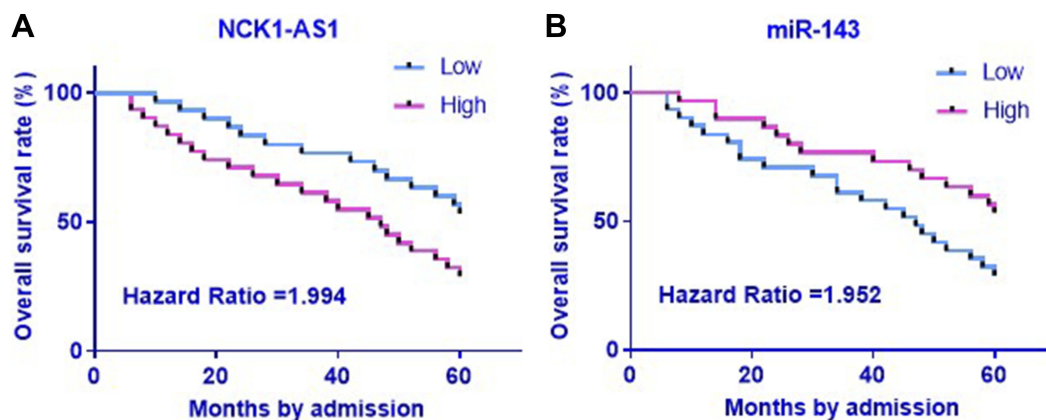 A
NCK1-AS1
Low
High
Overall survival rate (%)
100
50
0
Hazard Ratio =1.994
0 20 40 60
Months by admission
B
miR-143
Low
High
Overall survival rate (%)
100
50
0
Hazard Ratio =1.952
0 20 40 60
Months by admission